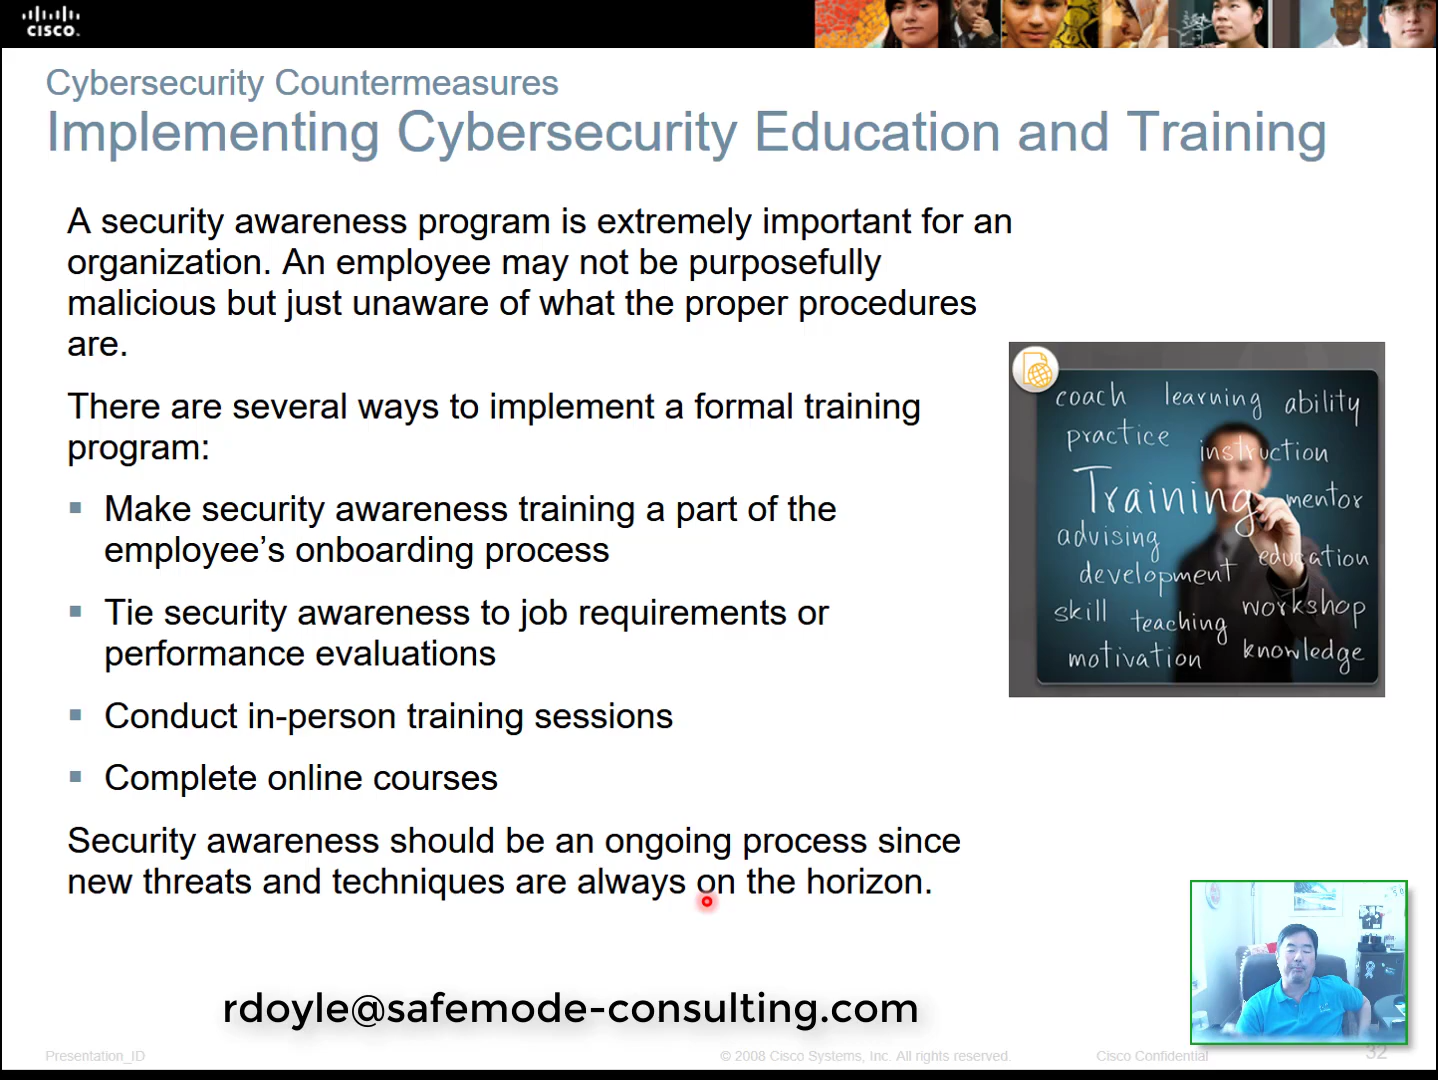 CISCO
Cybersecurity Countermeasures
Implementing Cybersecurity Education and Training
A security awareness program is extremely important for an
organization. An employee may not be purposefully
malicious but just unaware of what the proper procedures
are.
There are several ways to implement a formal training
program:
Make security awareness training a part of the
employee’s onboarding process
Tie security awareness to job requirements or
performance evaluations
Conduct in-person training sessions
Complete online courses
Security awareness should be an ongoing process since
new threats and techniques are always on the horizon.
coach learning ability
practice instruction
Training mentor
advising education
development
skill teaching workshop
motivation knowledge
rdoyle@safemode-consulting.com
Presentation_ID
© 2008 Cisco Systems, Inc. All rights reserved.
Cisco Confidential
32